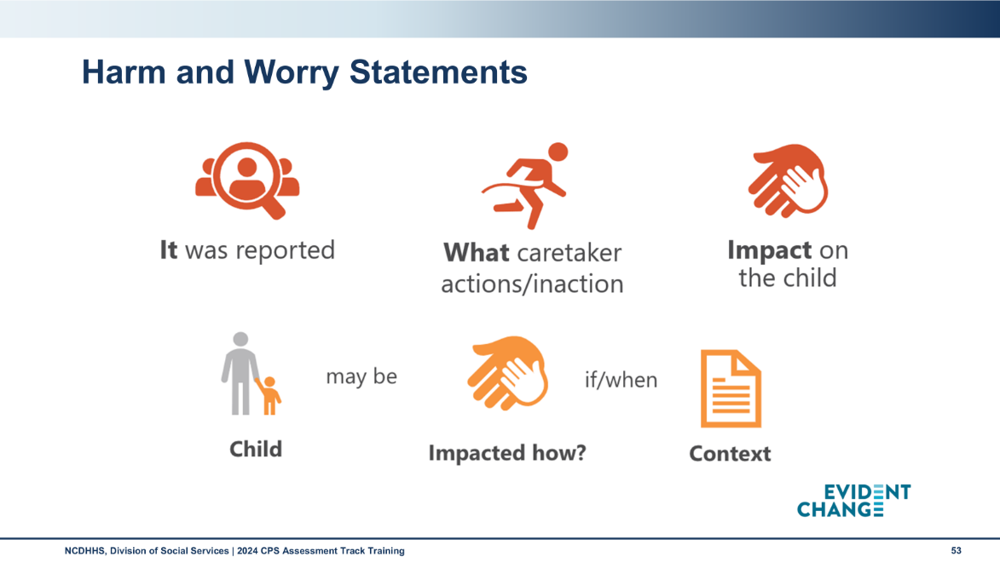 Harm and Worry Statements
It was reported
What caretaker
actions/inaction
Impact on
the child
may be
if/when
Child
Impacted how?
Context
EVIDENT
CHANGE
NCDHHS, Division of Social Services | 2024 CPS Assessment Track Training
53